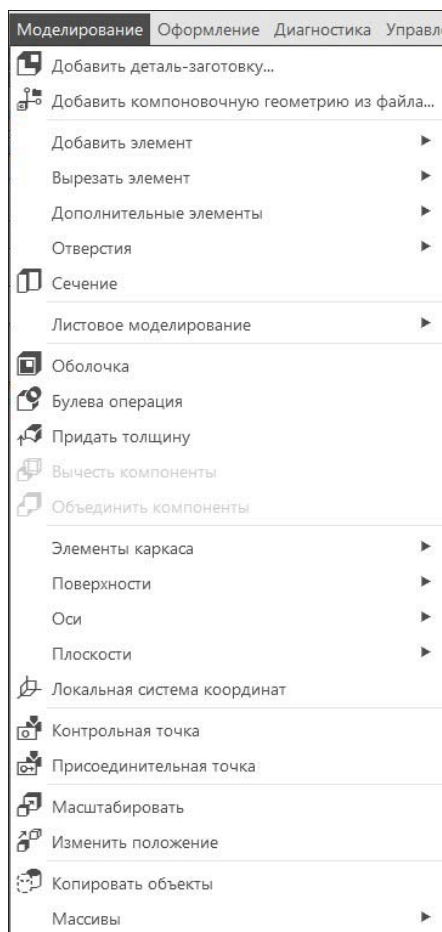 Моделирование Оформление Диагностика Управл
Добавить деталь-заготовку...
Добавить компоновочную геометрию из файла...
Добавить элемент
Вырезать элемент
Дополнительные элементы
Отверстия
Сечение
Листовое моделирование
Оболочка
Булева операция
Придать толщину
Вычесть компоненты
Объединить компоненты
Элементы каркаса
Поверхности
Оси
Плоскости
Локальная система координат
Контрольная точка
Присоединительная точка
Масштабировать
Изменить положение
Копировать объекты
Массивы